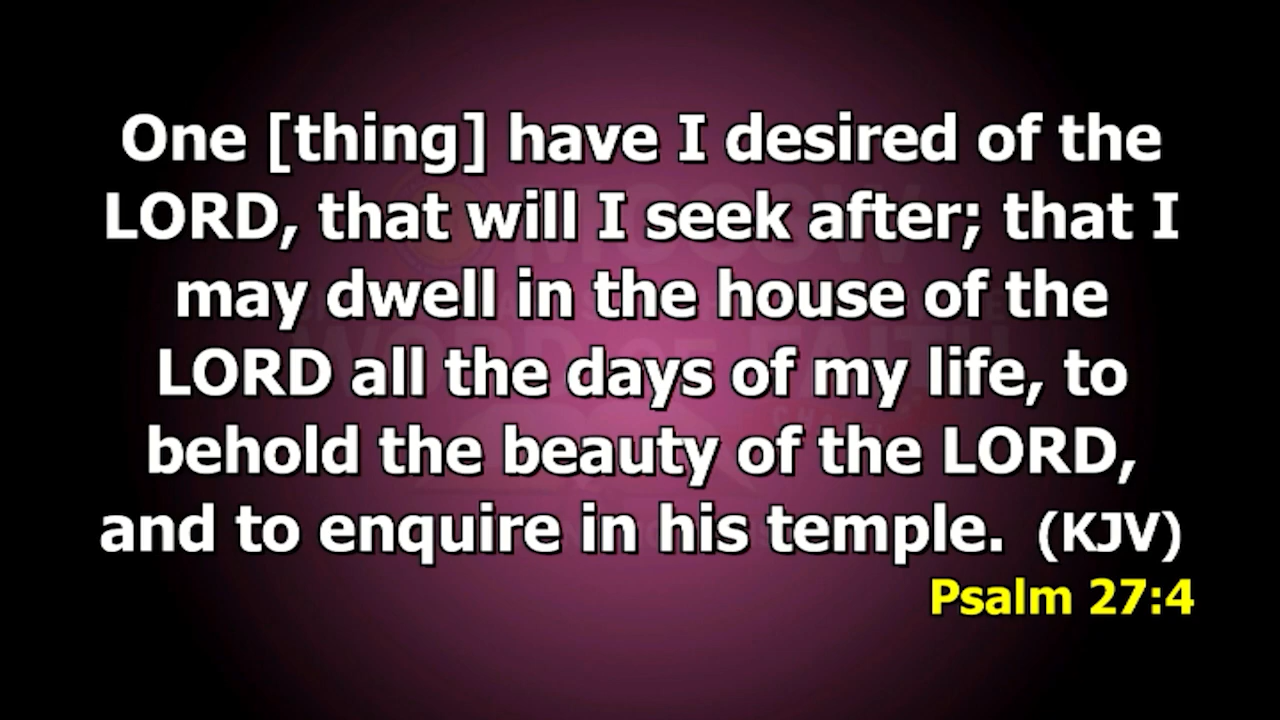 One [thing] have I desired of the
LORD, that will I seek after; that I
may dwell in the house of the
LORD all the days of my life, to
behold the beauty of the LORD,
and to enquire in his temple. (KJV)
Psalm 27:4